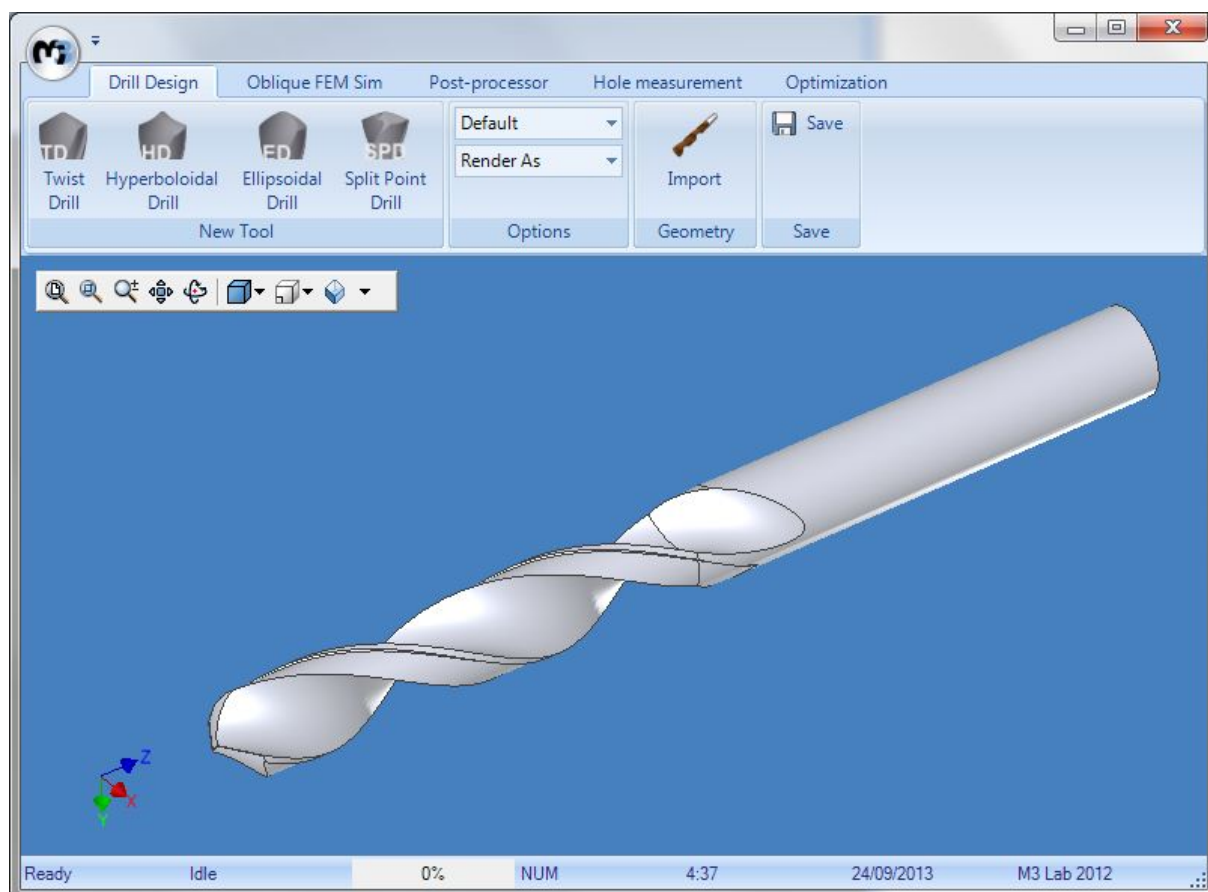 M3
Drill Design Oblique FEM Sim Post-processor Hole measurement Optimization
TD HD ED SPD
Twist Drill
Hyperboloidal Drill
Ellipsoidal Drill
Split Point Drill
Default
Render As
Import
Save
New Tool Options Geometry Save
Z
X
Y
Ready Idle 0% NUM 4:37 24/09/2013 M3 Lab 2012